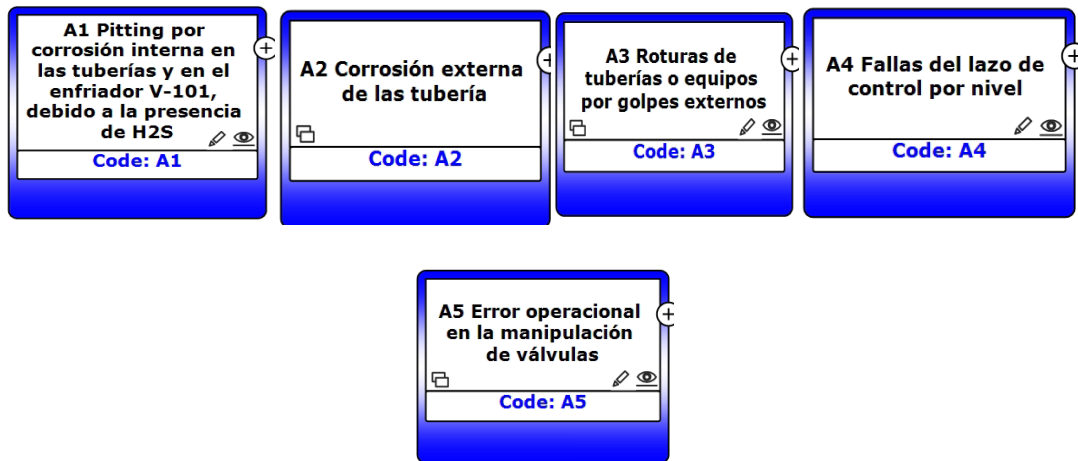 A1 Pitting por
corrosión interna en
las tuberías y en el
enfriador V-101,
debido a la presencia
de H2S
Code: A1
A2 Corrosión externa
de las tubería
Code: A2
A3 Roturas de
tuberías o equipos
por golpes externos
Code: A3
A4 Fallas del lazo de
control por nivel
Code: A4
A5 Error operacional
en la manipulación
de válvulas
Code: A5